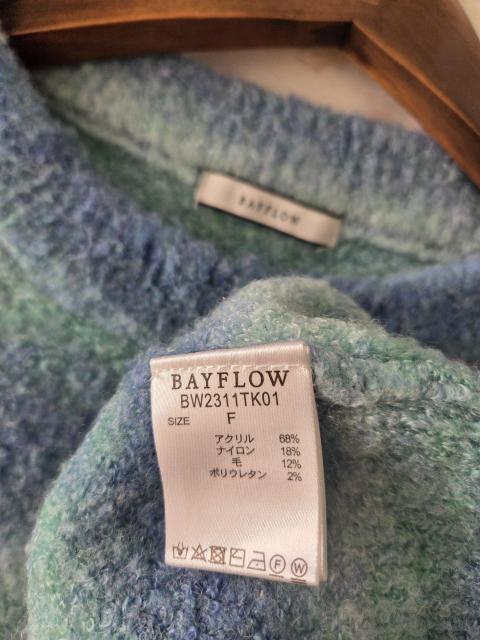 BAYFLOW
BAYFLOW
BW2311TK01
SIZE F
アクリル 68%
ナイロン 18%
毛 12%
ポリウレタン 2%
F W